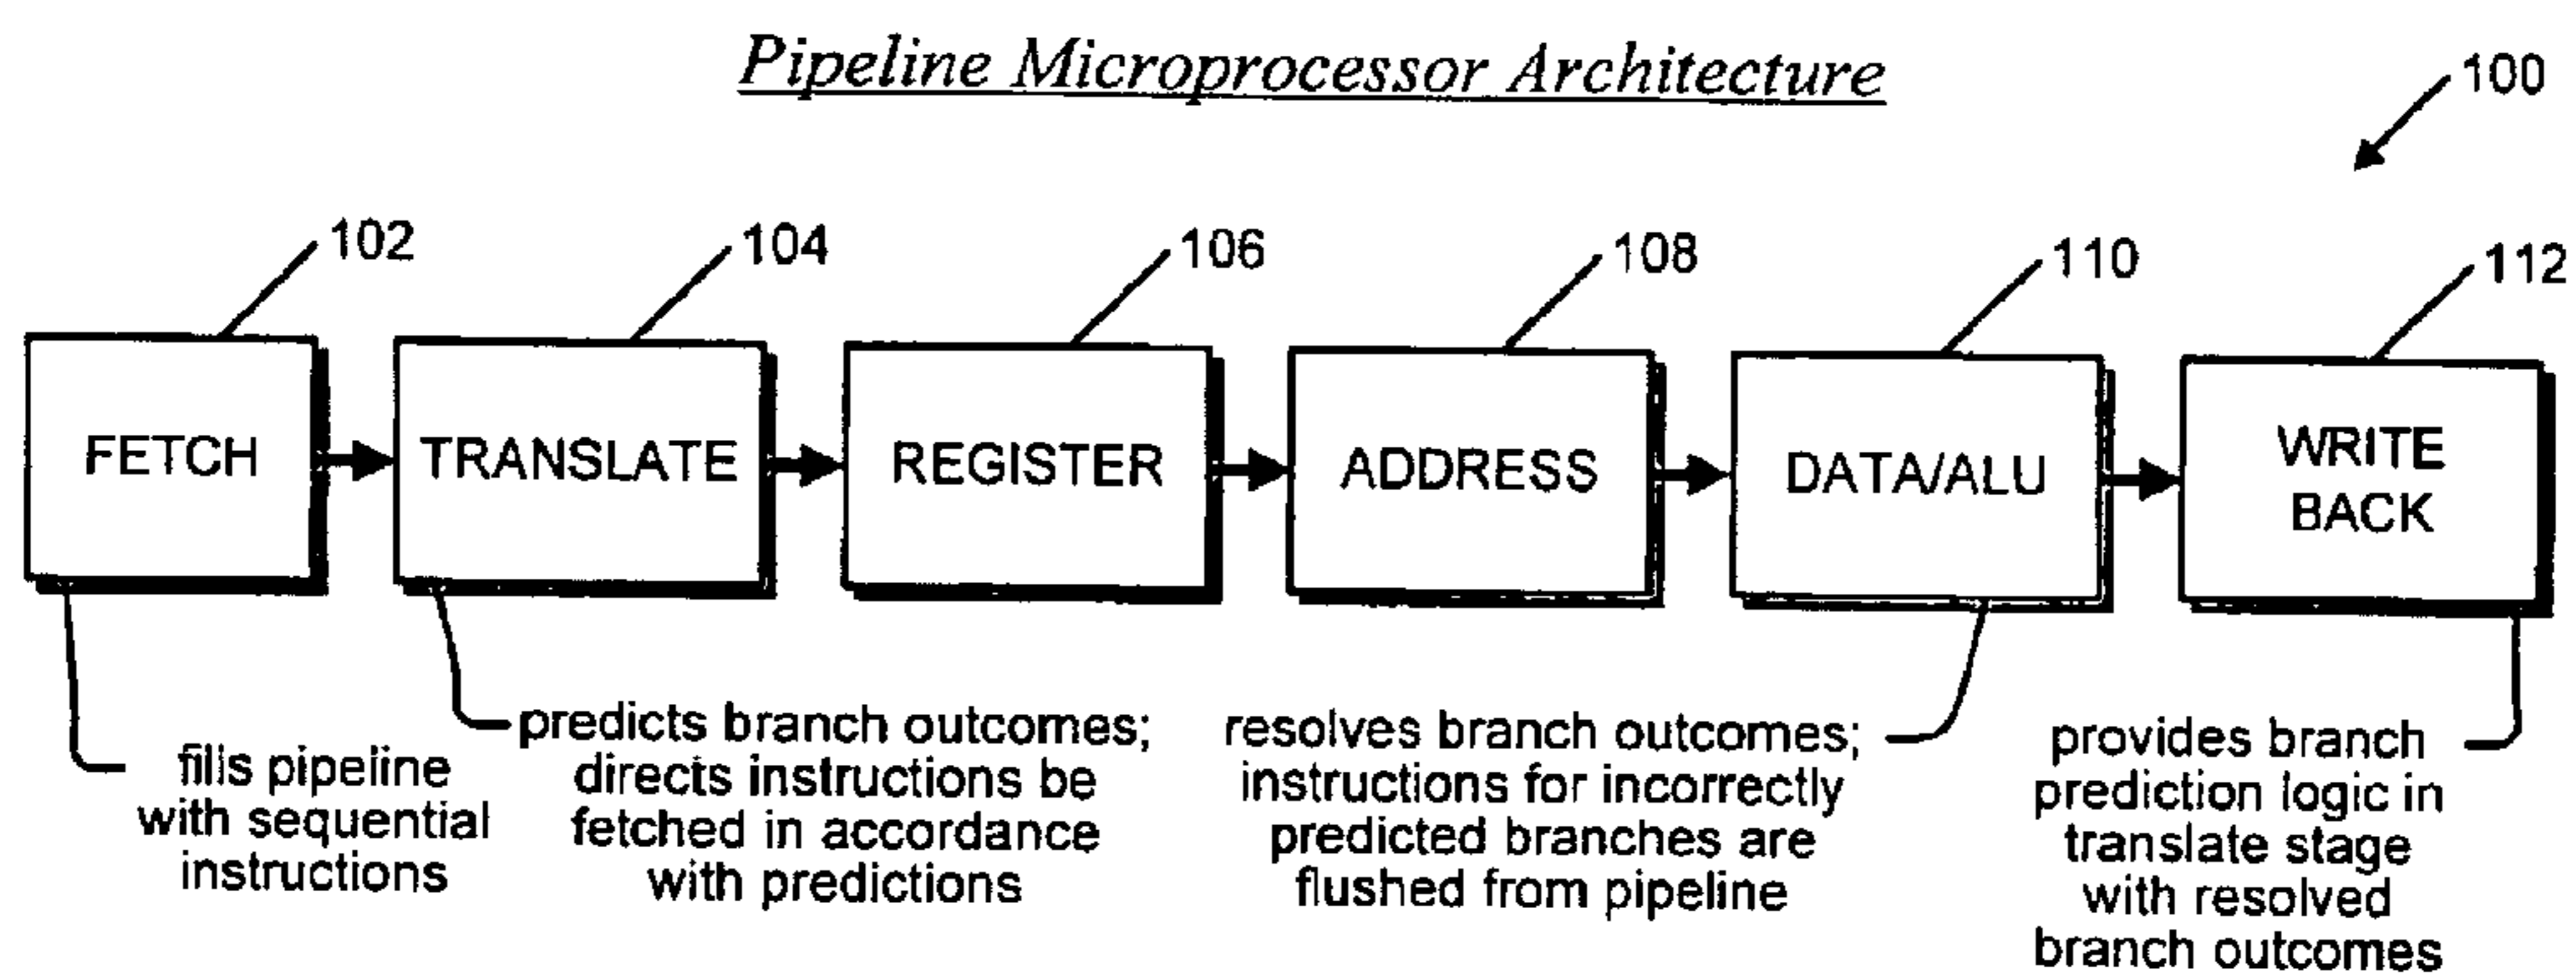 Pipeline Microprocessor Architecture
100
102
104
106
108
110
112
FETCH
TRANSLATE
REGISTER
ADDRESS
DATA/ALU
WRITE
BACK
fills pipeline
with sequential
instructions
predicts branch outcomes;
directs instructions be
fetched in accordance
with predictions
resolves branch outcomes;
instructions for incorrectly
predicted branches are
flushed from pipeline
provides branch
prediction logic in
translate stage
with resolved
branch outcomes